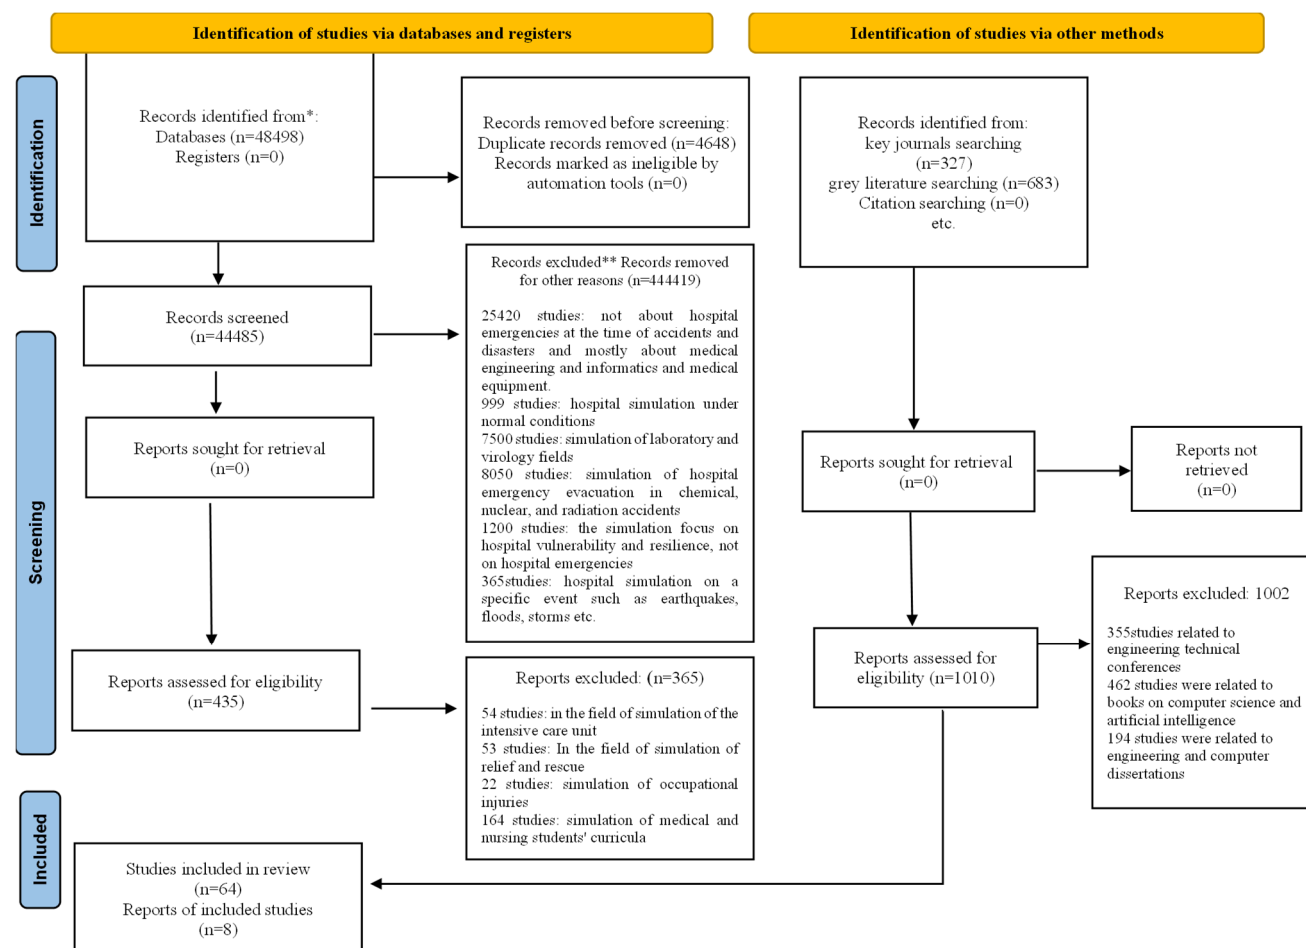 Identification of studies via databases and registers
Identification of studies via other methods
Identification
Records identified from*:
Databases (n=48498)
Registers (n=0)
Records removed before screening:
Duplicate records removed (n=4648)
Records marked as ineligible by
automation tools (n=0)
Records identified from:
key journals searching
(n=327)
grey literature searching (n=683)
Citation searching (n=0)
etc.
Screening
Records screened
(n=44485)
Records excluded** Records removed
for other reasons (n=444419)
25420 studies: not about hospital
emergencies at the time of accidents and
disasters and mostly about medical
engineering and informatics and medical
equipment.
999 studies: hospital simulation under
normal conditions
7500 studies: simulation of laboratory and
virology fields
8050 studies: simulation of hospital
emergency evacuation in chemical,
nuclear, and radiation accidents
1200 studies: the simulation focus on
hospital vulnerability and resilience, not
on hospital emergencies
365studies: hospital simulation on a
specific event such as earthquakes,
floods, storms etc.
Reports sought for retrieval
(n=0)
Reports sought for retrieval
(n=0)
Reports not
retrieved
(n=0)
Reports assessed for eligibility
(n=435)
Reports excluded: (n=365)
54 studies: in the field of simulation of the
intensive care unit
53 studies: In the field of simulation of
relief and rescue
22 studies: simulation of occupational
injuries
164 studies: simulation of medical and
nursing students' curricula
Reports assessed for
eligibility (n=1010)
Reports excluded: 1002
355studies related to
engineering technical
conferences
462 studies were related to
books on computer science and
artificial intelligence
194 studies were related to
engineering and computer
dissertations
Included
Studies included in review
(n=64)
Reports of included studies
(n=8)